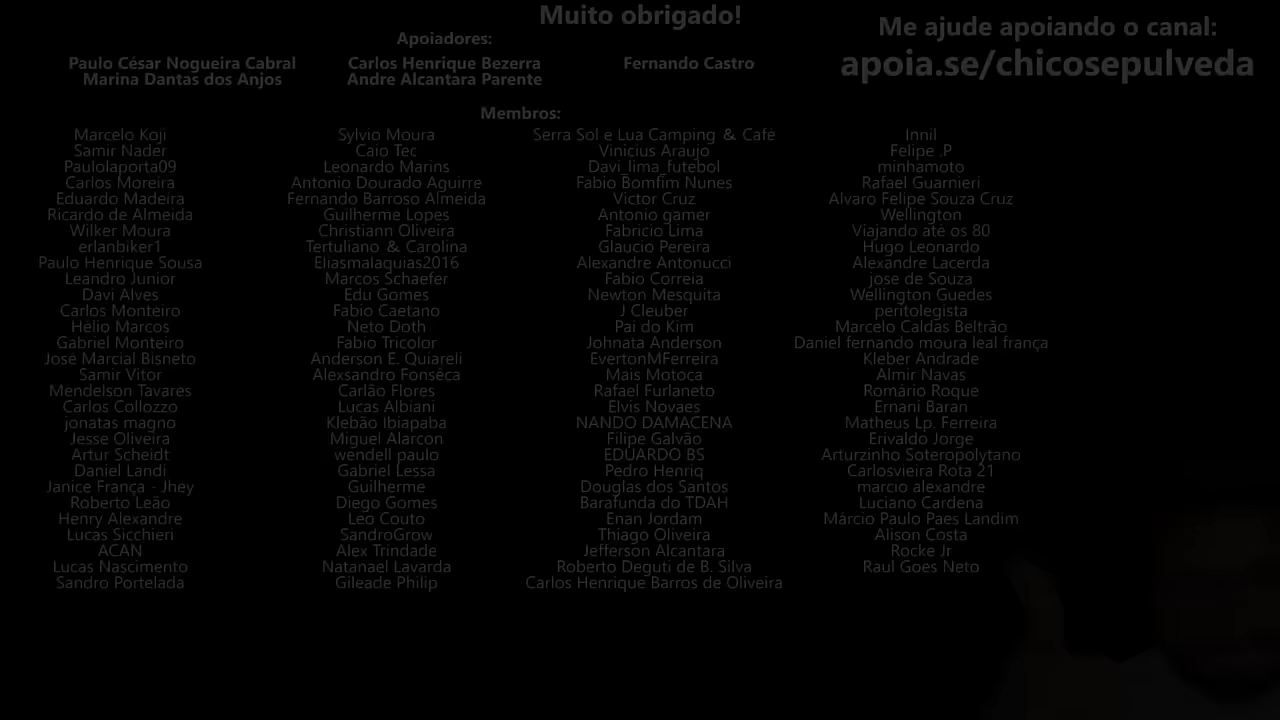 Muito obrigado!
Me ajude apoiando o canal:
apoia.se/chicosepulveda
Apoiadores:
Paulo César Nogueira Cabral
Marina Dantas dos Anjos
Carlos Henrique Bezerra
Andre Alcantara Parente
Fernando Castro
Membros:
Marcelo Koji
Samir Nader
Paulolaporta09
Carlos Moreira
Eduardo Madeira
Ricardo de Almeida
Wilker Moura
erlanbiker1
Paulo Henrique Sousa
Leandro Junior
Davi Alves
Carlos Monteiro
Hélio Marcos
Gabriel Monteiro
José Marcial Bisneto
Samir Vitor
Mendelson Tavares
Carlos Collozzo
jonatas magno
Jesse Oliveira
Artur Scheidt
Daniel Landi
Janice França - Jhey
Roberto Leão
Henry Alexandre
Lucas Sicchieri
ACAN
Lucas Nascimento
Sandro Portelada
Sylvio Moura
Caio Tec
Leonardo Marins
Antonio Dourado Aguirre
Fernando Barroso Almeida
Guilherme Lopes
Christiann Oliveira
Tertuliano & Carolina
Eliasmalaquias2016
Marcos Schaefer
Edu Gomes
Fabio Caetano
Neto Doth
Fabio Tricolor
Anderson E. Quiareli
Alexsandro Fonsêca
Carlão Flores
Lucas Albiani
Klebão Ibiapaba
Miguel Alarcon
wendell paulo
Gabriel Lessa
Guilherme
Diego Gomes
Leo Couto
SandroGrow
Alex Trindade
Natanael Lavarda
Gileade Philip
Serra Sol e Lua Camping & Café
Vinicius Araujo
Davi_lima_futebol
Fabio Bomfim Nunes
Victor Cruz
Antonio gamer
Fabricio Lima
Glaucio Pereira
Alexandre Antonucci
Fabio Correia
Newton Mesquita
J Cleuber
Pai do Kim
Johnata Anderson
EvertonMFerreira
Mais Motoca
Rafael Furlaneto
Elvis Novaes
NANDO DAMACENA
Filipe Galvão
EDUARDO BS
Pedro Henriq
Douglas dos Santos
Barafunda do TDAH
Enan Jordam
Thiago Oliveira
Jefferson Alcantara
Roberto Deguti de B. Silva
Carlos Henrique Barros de Oliveira
Innil
Felipe .P
minhamoto
Rafael Guarnieri
Alvaro Felipe Souza Cruz
Wellington
Viajando até os 80
Hugo Leonardo
Alexandre Lacerda
jose de Souza
Wellington Guedes
peritolegista
Marcelo Caldas Beltrão
Daniel fernando moura leal frança
Kleber Andrade
Almir Navas
Romário Roque
Ernani Baran
Matheus Lp. Ferreira
Erivaldo Jorge
Arturzinho Soteropolytano
Carlosvieira Rota 21
marcio alexandre
Luciano Cardena
Márcio Paulo Paes Landim
Alison Costa
Rocke Jr
Raul Goes Neto